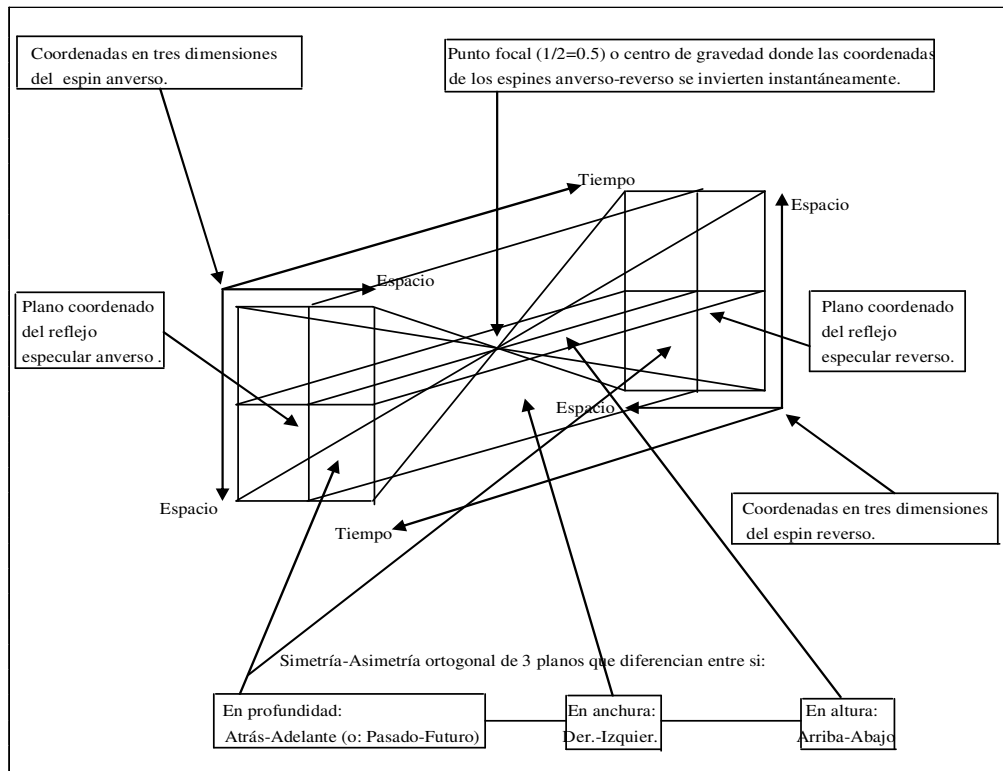 Coordenadas en tres dimensiones
del espin anverso.
Punto focal (1/2=0.5) o centro de gravedad donde las coordenadas
de los espines anverso-reverso se invierten instantáneamente.
Tiempo
Espacio
Espacio
Plano coordenado
del reflejo
especular anverso .
Plano coordenado
del reflejo
especular reverso.
Espacio
Espacio
Tiempo
Coordenadas en tres dimensiones
del espin reverso.
Simetría-Asimetría ortogonal de 3 planos que diferencian entre si:
En profundidad:
Atrás-Adelante (o: Pasado-Futuro)
En anchura:
Der.-Izquier.
En altura:
Arriba-Abajo